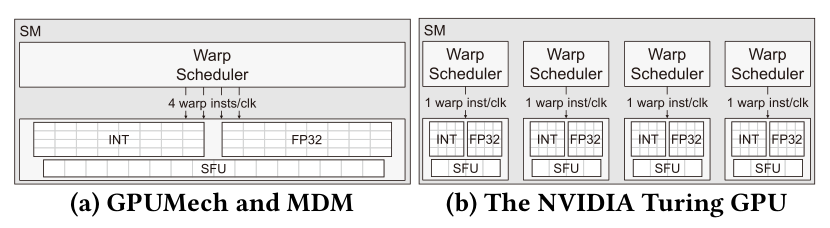 SM
Warp
Scheduler
4 warp insts/clk
INT
FP32
SFU
(a) GPUMech and MDM
SM
Warp
Scheduler
Warp
Scheduler
Warp
Scheduler
Warp
Scheduler
1 warp inst/clk
1 warp inst/clk
1 warp inst/clk
1 warp inst/clk
INT
FP32
INT
FP32
INT
FP32
INT
FP32
SFU
SFU
SFU
SFU
(b) The NVIDIA Turing GPU